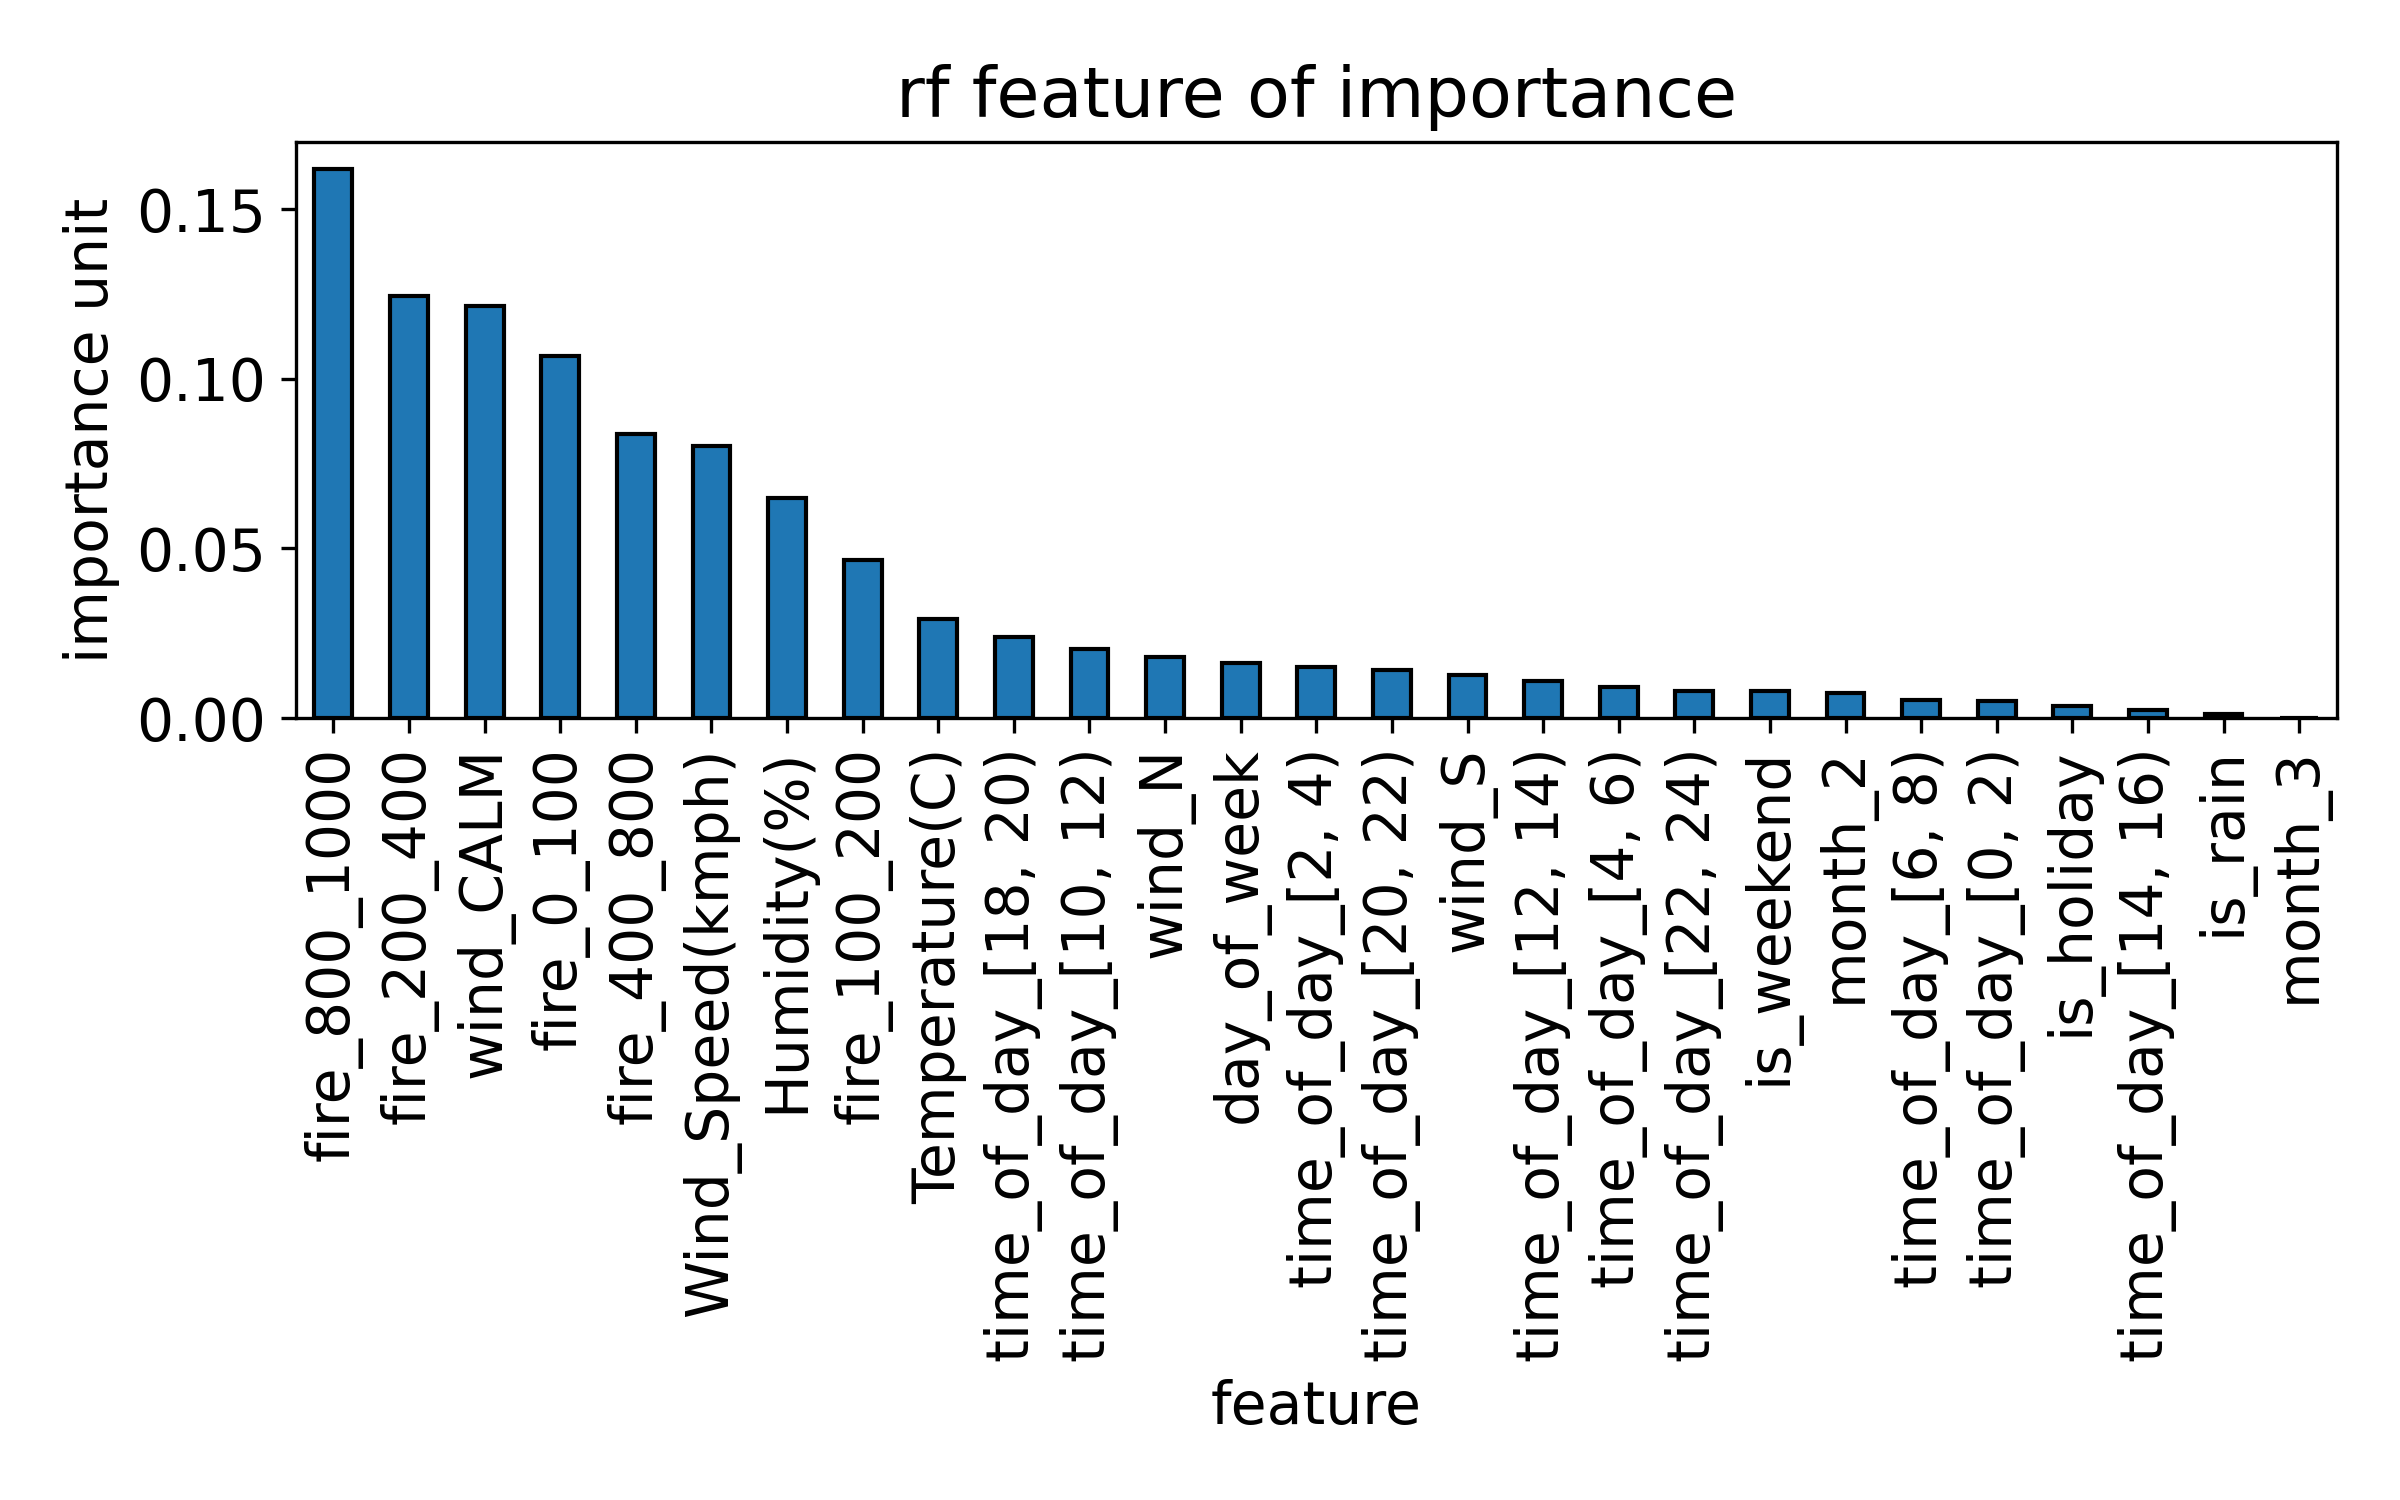 rf feature of importance
importance unit
0.15
0.10
0.05
0.00
fire_800_1000
fire_200_400
wind_CALM
fire_0_100
fire_400_800
Wind_Speed(kmph)
Humidity(%)
fire_100_200
Temperature(C)
time_of_day_[18, 20)
time_of_day_[10, 12)
wind_N
day_of_week
time_of_day_[2, 4)
time_of_day_[20, 22)
wind_S
time_of_day_[12, 14)
time_of_day_[4, 6)
time_of_day_[22, 24)
is_weekend
month_2
time_of_day_[6, 8)
time_of_day_[0, 2)
is_holiday
time_of_day_[14, 16)
is_rain
month_3
feature